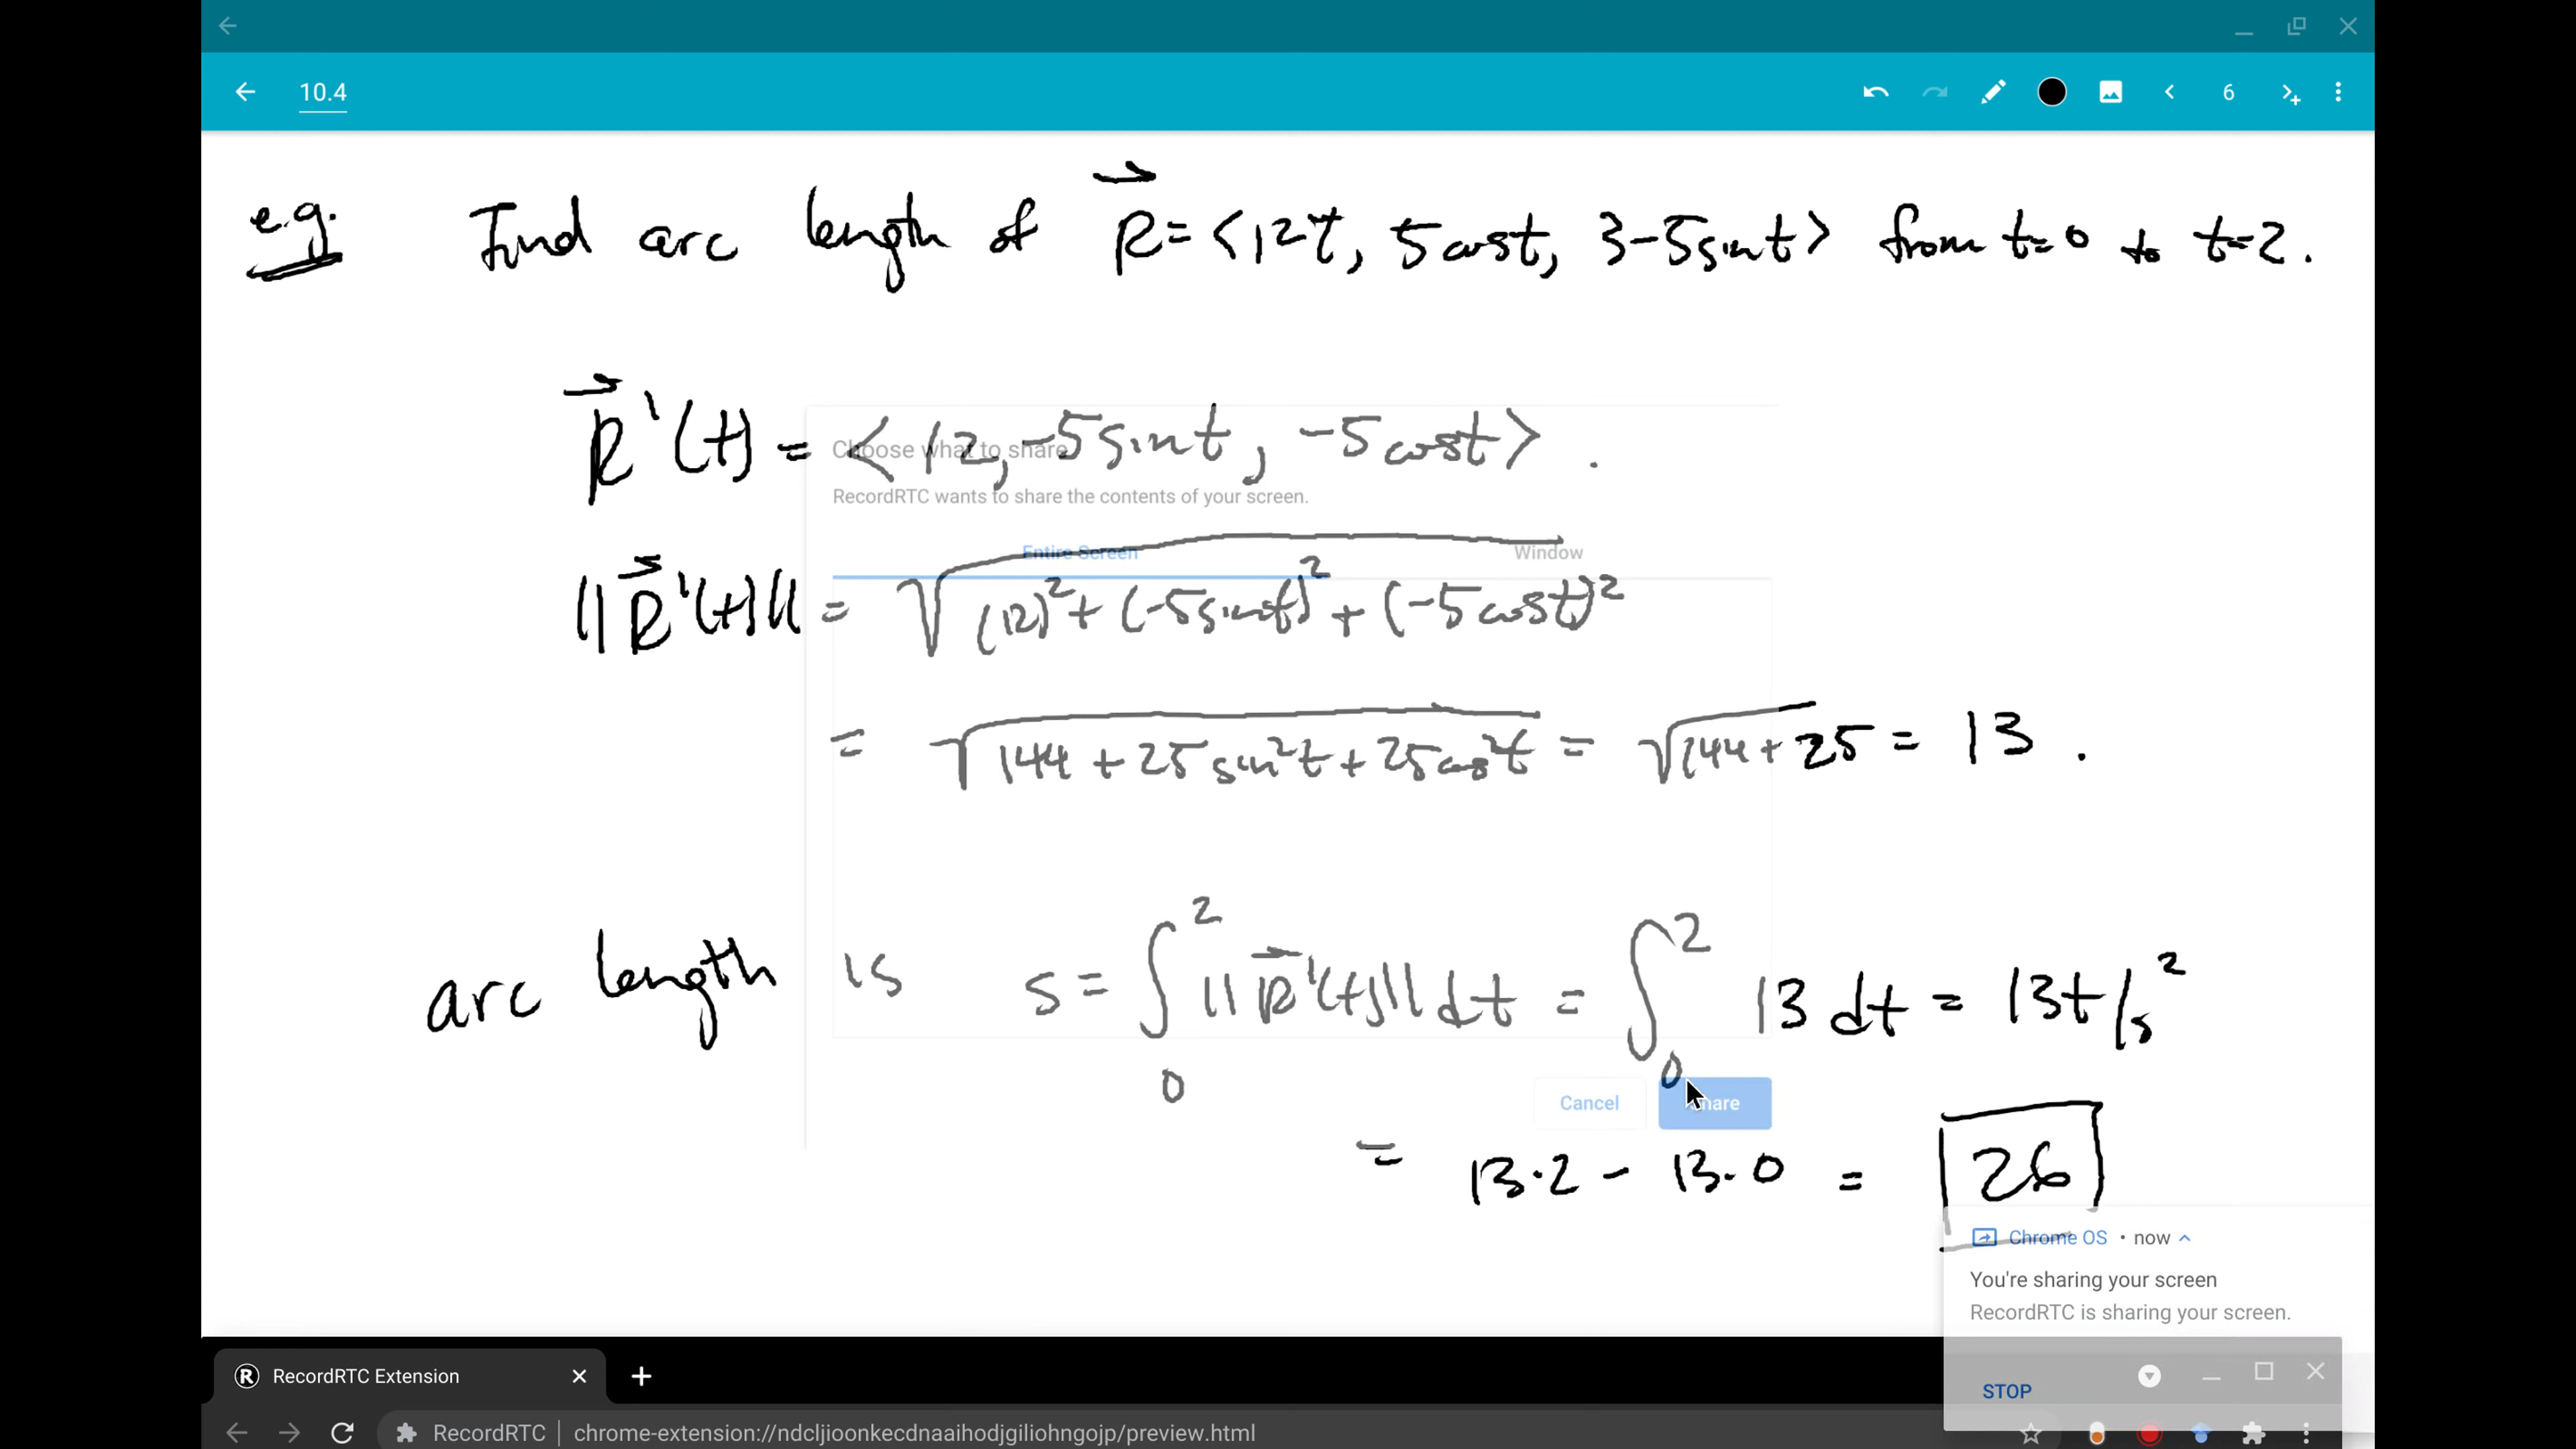 10.4
6
e.g. Find arc length of R⃗ = <12t, 5cost, 3-5sint> from t=0 to t=2.
R⃗'(t) = <12, -5sint, -5cost>.
Choose what to share
RecordRTC wants to share the contents of your screen.
Entire Screen Window
||R⃗'(t)|| = √(12)² + (-5sint)² + (-5cost)²
= √144 + 25sin²t + 25cos²t = √144 + 25 = 13.
arc length is s = ∫₀² ||R⃗'(t)|| dt = ∫₀² 13 dt = 13t|₀²
Cancel Share
= 13·2 - 13·0 = 26
Chrome OS • now
You're sharing your screen
RecordRTC is sharing your screen.
STOP
RecordRTC Extension
RecordRTC | chrome-extension://ndcljioonkecdnaaihodjgiliohngojp/preview.html